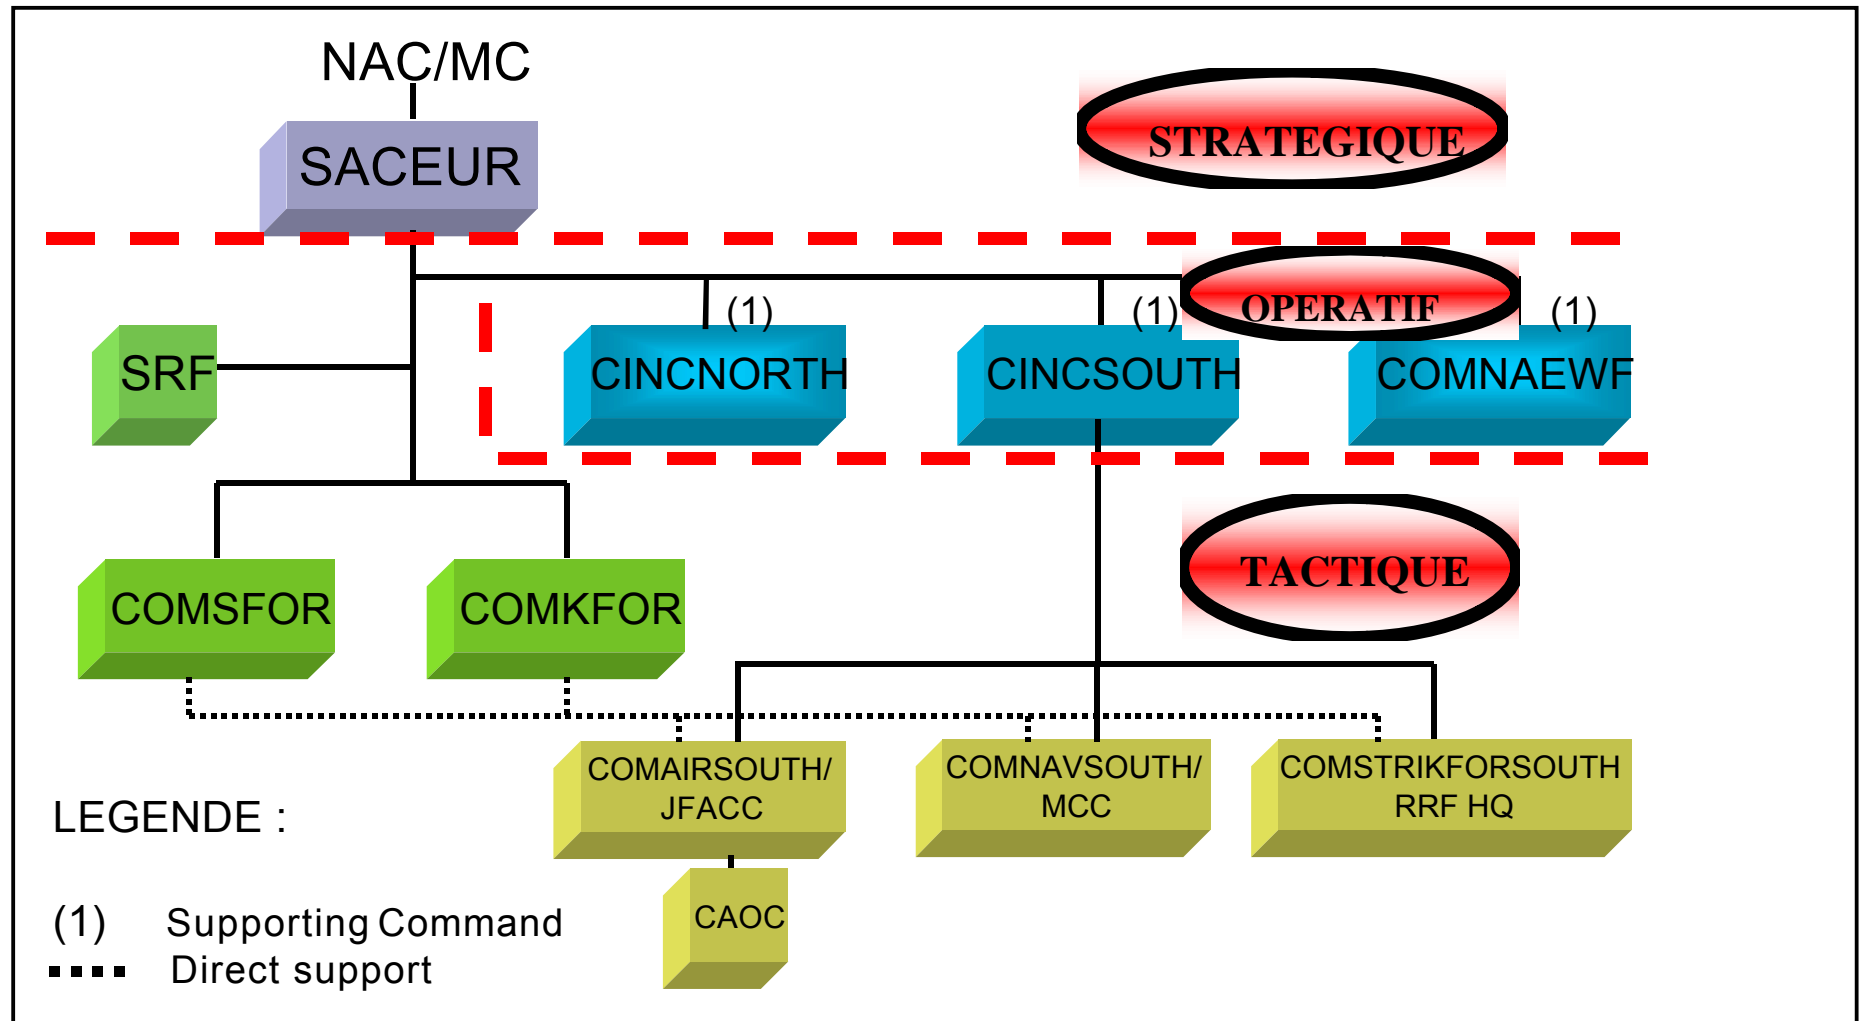 NAC/MC
STRATEGIQUE
SACEUR
OPERATIF
(1)
(1)
(1)
SRF
CINCNORTH
CINCSOUTH
COMNAEWF
TACTIQUE
COMSFOR
COMKFOR
COMAIRSOUTH/
JFACC
COMNAVSOUTH/
MCC
COMSTRIKFORSOUTH
RRF HQ
CAOC
LEGENDE :
(1) Supporting Command
Direct support